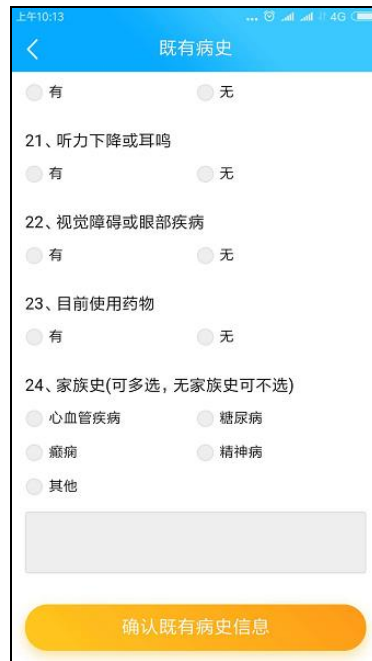 上午10:13
... 4G
既有病史
有 无
21、听力下降或耳鸣
有 无
22、视觉障碍或眼部疾病
有 无
23、目前使用药物
有 无
24、家族史(可多选，无家族史可不选)
心血管疾病 糖尿病
癫痫 精神病
其他
确认既有病史信息